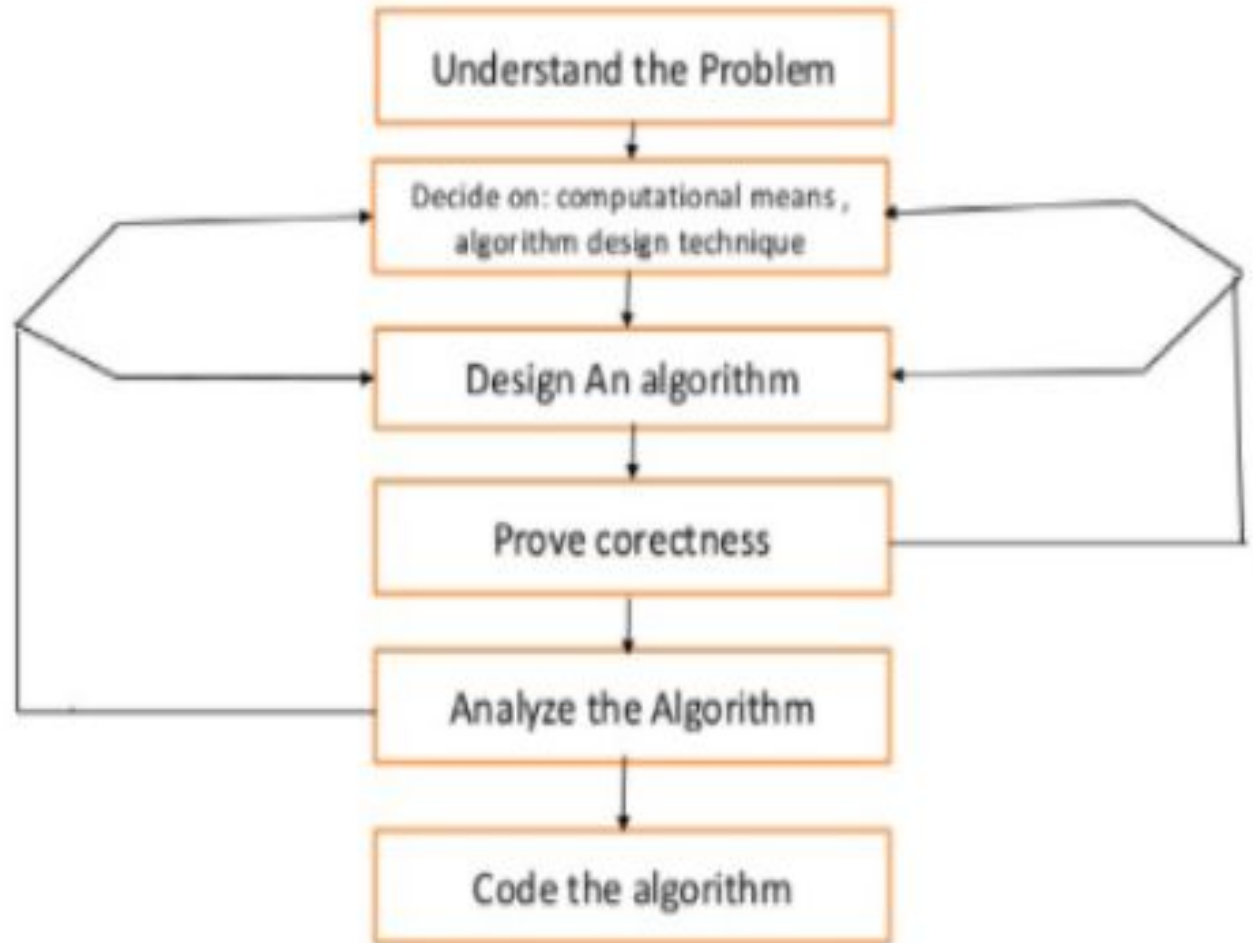 Understand the Problem
Decide on: computational means ,
algorithm design technique
Design An algorithm
Prove corectness
Analyze the Algorithm
Code the algorithm